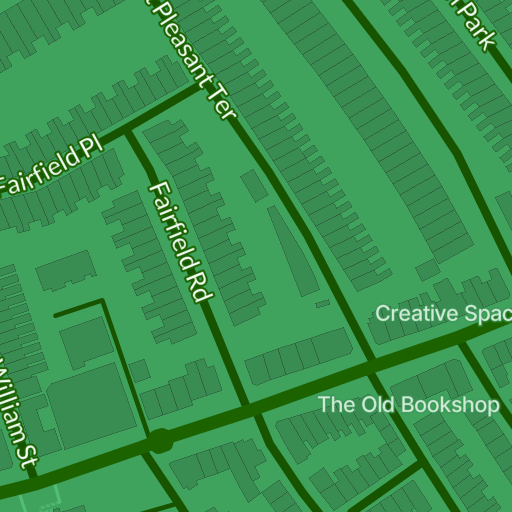 t Pleasant Ter
Park
Fairfield Pl
Fairfield Rd
Creative Spac
William St
The Old Bookshop